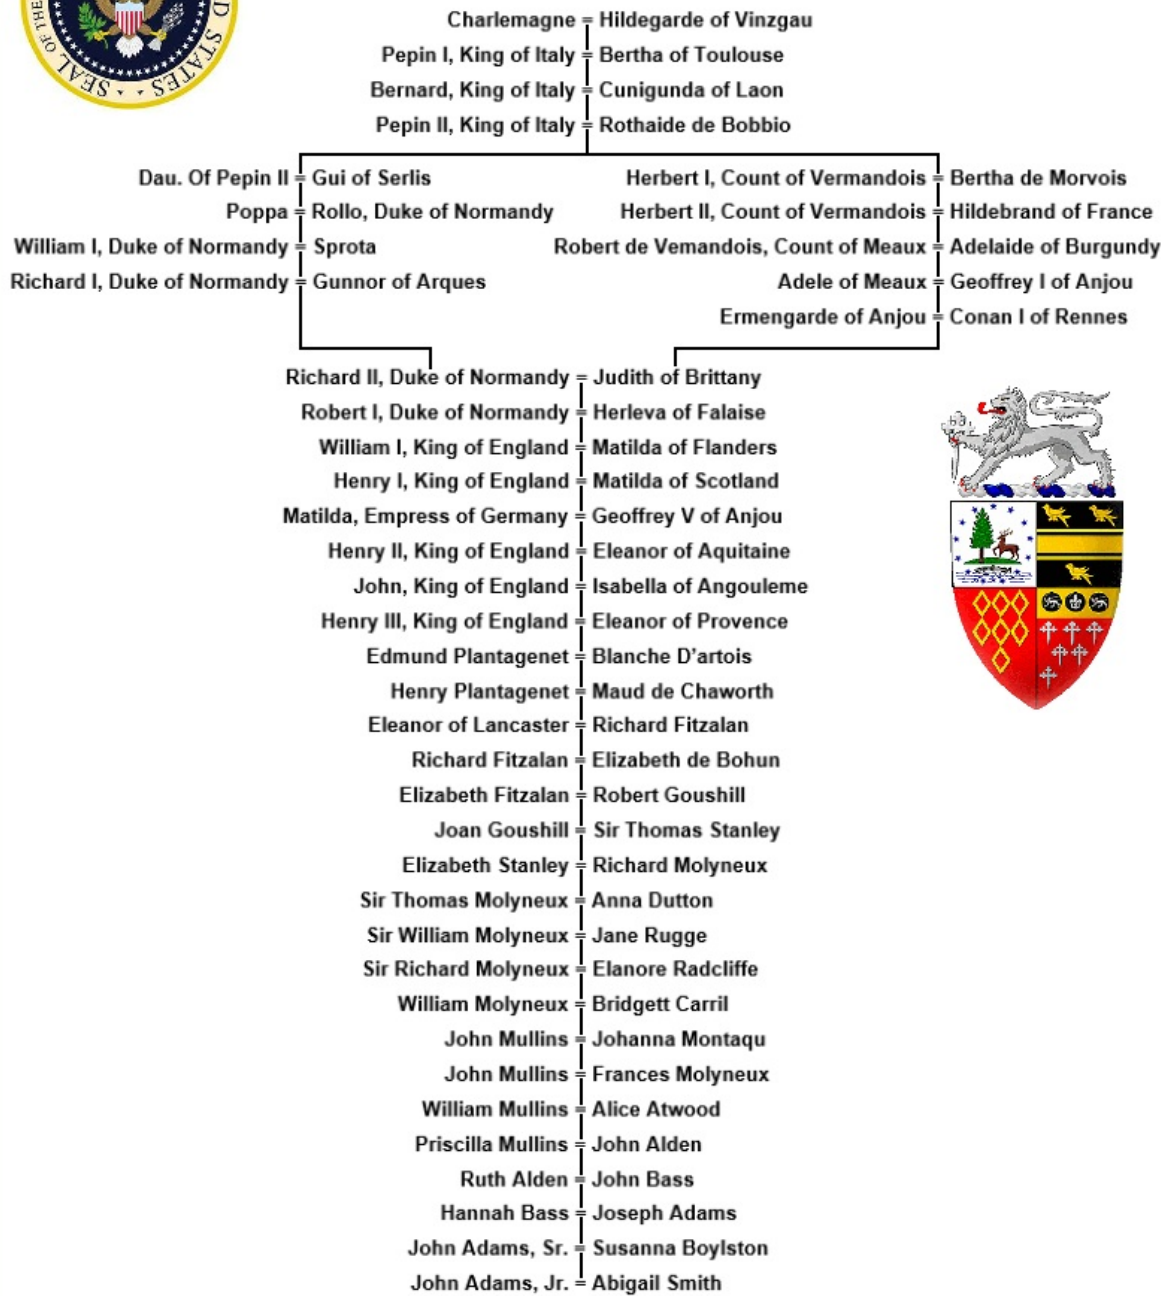 SEAL OF THE
D STATES
Charlemagne = Hildegarde of Vinzgau
Pepin I, King of Italy = Bertha of Toulouse
Bernard, King of Italy = Cunigunda of Laon
Pepin II, King of Italy = Rothaide de Bobbio
Dau. Of Pepin II = Gui of Serlis
Poppa = Rollo, Duke of Normandy
William I, Duke of Normandy = Sprota
Richard I, Duke of Normandy = Gunnor of Arques
Herbert I, Count of Vermandois = Bertha de Morvois
Herbert II, Count of Vermandois = Hildebrand of France
Robert de Vemandois, Count of Meaux = Adelaide of Burgundy
Adele of Meaux = Geoffrey I of Anjou
Ermengarde of Anjou = Conan I of Rennes
Richard II, Duke of Normandy = Judith of Brittany
Robert I, Duke of Normandy = Herleva of Falaise
William I, King of England = Matilda of Flanders
Henry I, King of England = Matilda of Scotland
Matilda, Empress of Germany = Geoffrey V of Anjou
Henry II, King of England = Eleanor of Aquitaine
John, King of England = Isabella of Angouleme
Henry III, King of England = Eleanor of Provence
Edmund Plantagenet = Blanche D'artois
Henry Plantagenet = Maud de Chaworth
Eleanor of Lancaster = Richard Fitzalan
Richard Fitzalan = Elizabeth de Bohun
Elizabeth Fitzalan = Robert Goushill
Joan Goushill = Sir Thomas Stanley
Elizabeth Stanley = Richard Molyneux
Sir Thomas Molyneux = Anna Dutton
Sir William Molyneux = Jane Rugge
Sir Richard Molyneux = Elanore Radcliffe
William Molyneux = Bridgett Carril
John Mullins = Johanna Montaqu
John Mullins = Frances Molyneux
William Mullins = Alice Atwood
Priscilla Mullins = John Alden
Ruth Alden = John Bass
Hannah Bass = Joseph Adams
John Adams, Sr. = Susanna Boylston
John Adams, Jr. = Abigail Smith